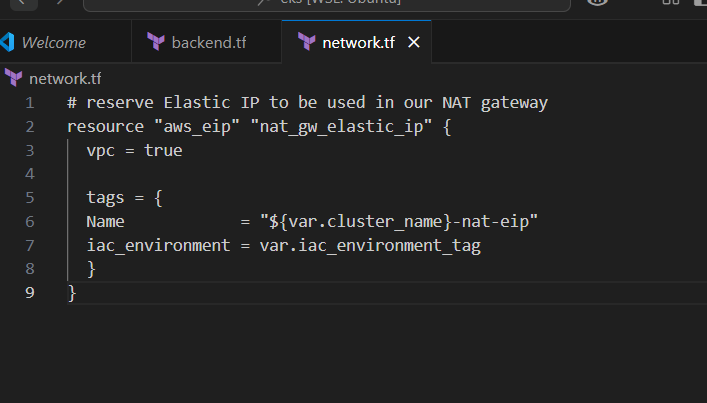 eks [WSL: Ubuntu]
Welcome backend.tf network.tf
network.tf
1 # reserve Elastic IP to be used in our NAT gateway
2 resource "aws_eip" "nat_gw_elastic_ip" {
3 vpc = true
4
5 tags = {
6 Name = "${var.cluster_name}-nat-eip"
7 iac_environment = var.iac_environment_tag
8 }
9 }